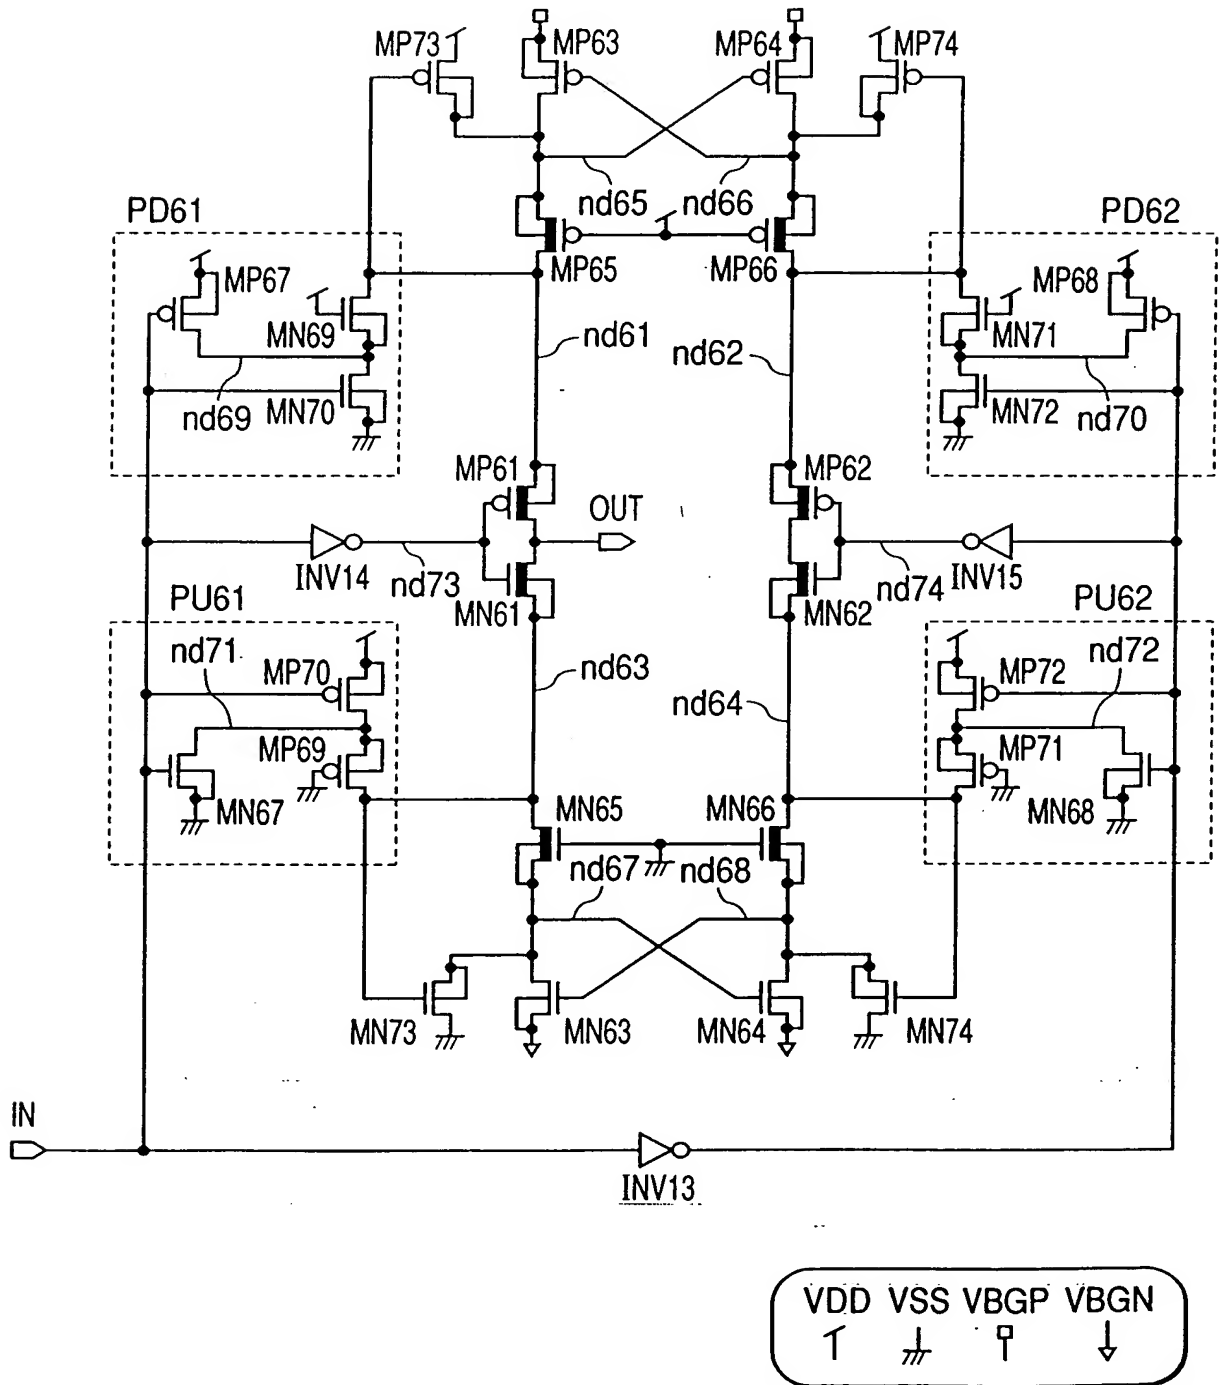 MP73 MP63 MP64 MP74
nd65 nd66
PD61 PD62
MP65 MP66
MP67 MP68
MN69 MN71
nd61 nd62
nd69 MN70 MN72 nd70
MP61 MP62
OUT
INV14 nd73 nd74 INV15
MN61 MN62
PU61 PU62
nd71 MP70 MP72 nd72
nd63
nd64
MP69 MP71
MN67 MN65 MN66 MN68
nd67 nd68
MN73 MN63 MN64 MN74
IN
INV13
VDD VSS VBGP VBGN